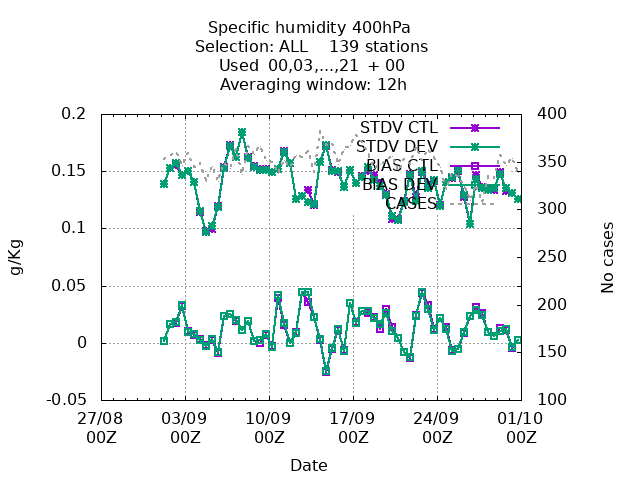 Specific humidity 400hPa
Selection: ALL 139 stations
Used 00,03,...,21 + 00
Averaging window: 12h
0.2
0.15
0.1
0.05
0
-0.05
g/Kg
400
350
300
250
200
150
100
No cases
STDV CTL
STDV DEV
BIAS CTL
BIAS DEV
CASES
27/08 03/09 10/09 17/09 24/09 01/10
00Z 00Z 00Z 00Z 00Z 00Z
Date